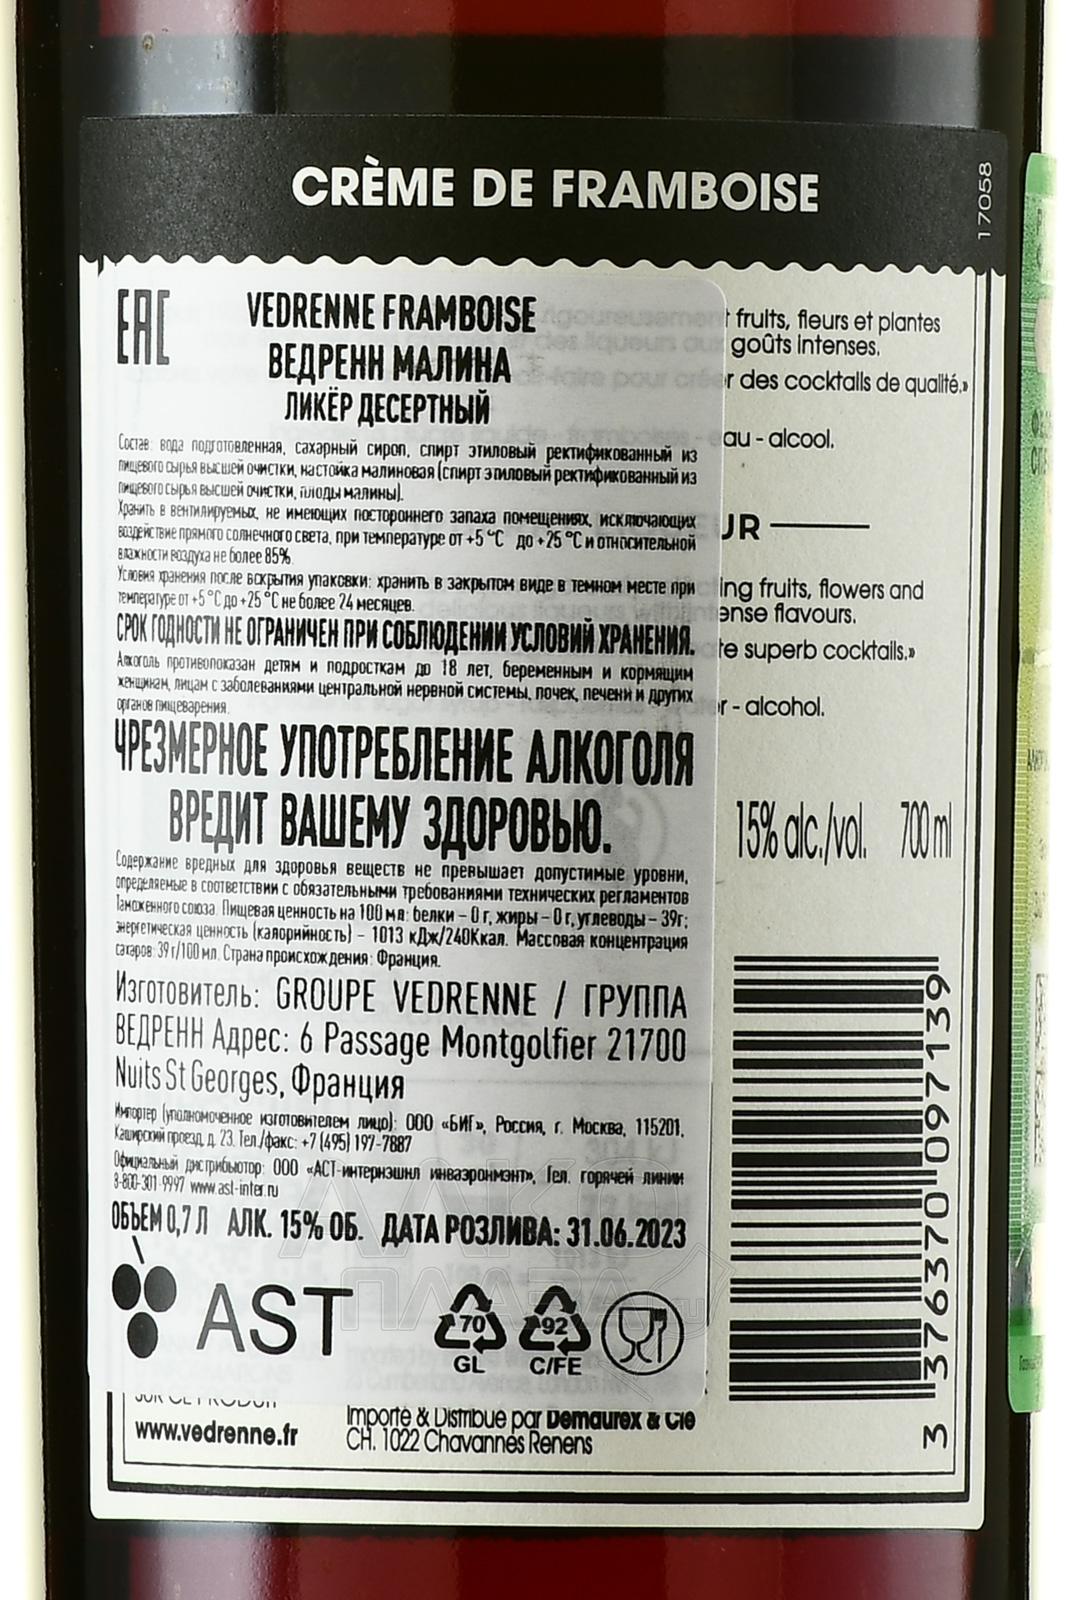 CRÈME DE FRAMBOISE
17058
EAC
VEDRENNE FRAMBOISE
ВЕДРЕНН МАЛИНА
ЛИКЁР ДЕСЕРТНЫЙ
Состав: вода подготовленная, сахарный сироп, спирт этиловый ректификованный из
пищевого сырья высшей очистки, настойка малиновая (спирт этиловый ректификованный из
пищевого сырья высшей очистки, плоды малины).
Хранить в вентилируемых, не имеющих постороннего запаха помещениях, исключающих
воздействие прямого солнечного света, при температуре от +5 °С до +25 °С и относительной
влажности воздуха не более 85%.
Условия хранения после вскрытия упаковки: хранить в закрытом виде в темном месте при
температуре от +5 °С до +25 °С не более 24 месяцев.
СРОК ГОДНОСТИ НЕ ОГРАНИЧЕН ПРИ СОБЛЮДЕНИИ УСЛОВИЙ ХРАНЕНИЯ.
Алкоголь противопоказан детям и подросткам до 18 лет, беременным и кормящим
женщинам, лицам с заболеваниями центральной нервной системы, почек, печени и других
органов пищеварения.
ЧРЕЗМЕРНОЕ УПОТРЕБЛЕНИЕ АЛКОГОЛЯ
ВРЕДИТ ВАШЕМУ ЗДОРОВЬЮ.
Содержание вредных для здоровья веществ не превышает допустимые уровни,
определяемые в соответствии с обязательными требованиями технических регламентов
Таможенного союза. Пищевая ценность на 100 мл: белки – 0 г, жиры – 0 г, углеводы – 39г;
энергетическая ценность (калорийность) – 1013 кДж/240Ккал. Массовая концентрация
сахаров: 39 г/100 мл. Страна происхождения: Франция.
Изготовитель: GROUPE VEDRENNE / ГРУППА
ВЕДРЕНН Адрес: 6 Passage Montgolfier 21700
Nuits St Georges, Франция
Импортер (уполномоченное изготовителем лицо): ООО «БИГ», Россия, г. Москва, 115201,
Каширский проезд, д. 23. Тел./факс: +7 (495) 197-7887
Официальный дистрибьютор: ООО «АСТ-интернэшнл инваэронмэнт», Тел. горячей линии
8-800-301-9997 www.ast-inter.ru
ОБЪЕМ 0,7 Л АЛК. 15% ОБ. ДАТА РОЗЛИВА: 31.06.2023
AST
70
GL
92
C/FE
fruits, fleurs et plantes
goûts intenses.
r des cocktails de qualité.»
eau - alcool.
UR
ing fruits, flowers and
ense flavours.
te superb cocktails.»
r - alcohol.
15% alc./vol. 700 ml
3 376370 097139
SUR CE PRODUIT
www.vedrenne.fr
Importé & Distribué par Demaurex & Cie
CH. 1022 Chavannes Renens
АЛКО
ПЛАЗА.ru